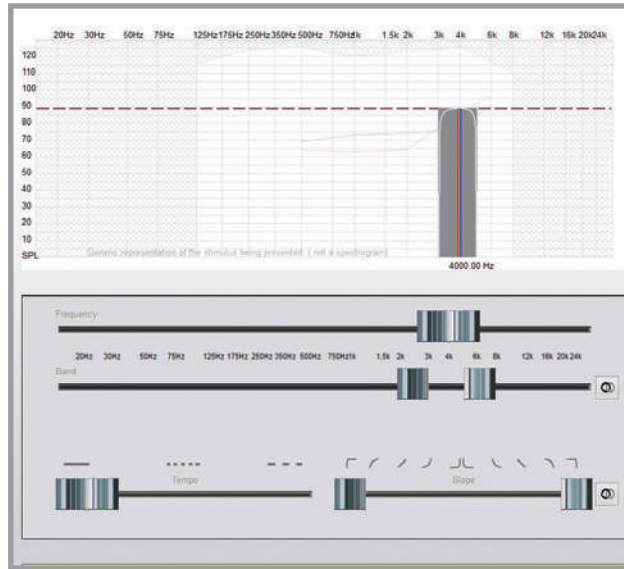 20Hz 30Hz 50Hz 75Hz 125Hz 175Hz 250Hz 350Hz 500Hz 750Hz 1k 1.5k 2k 3k 4k 6k 8k 12k 16k 20k 24k
120
110
100
90
80
70
60
50
40
30
20
10
SPL
Generic representation of the stimulus being presented. ( not a spectrogram)
4000.00 Hz
Frequency
20Hz 30Hz 50Hz 75Hz 125Hz 175Hz 250Hz 350Hz 500Hz 750Hz 1k 1.5k 2k 3k 4k 6k 8k 12k 16k 20k 24k
Band
Tempo
Slope